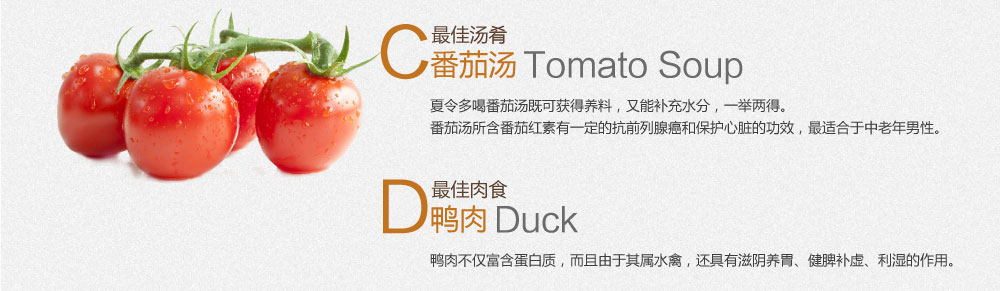 C 最佳汤肴
番茄汤 Tomato Soup
夏令多喝番茄汤既可获得养料，又能补充水分，一举两得。
番茄汤所含番茄红素有一定的抗前列腺癌和保护心脏的功效，最适合于中老年男性。
D 最佳肉食
鸭肉 Duck
鸭肉不仅富含蛋白质，而且由于其属水禽，还具有滋阴养胃、健脾补虚、利湿的作用。